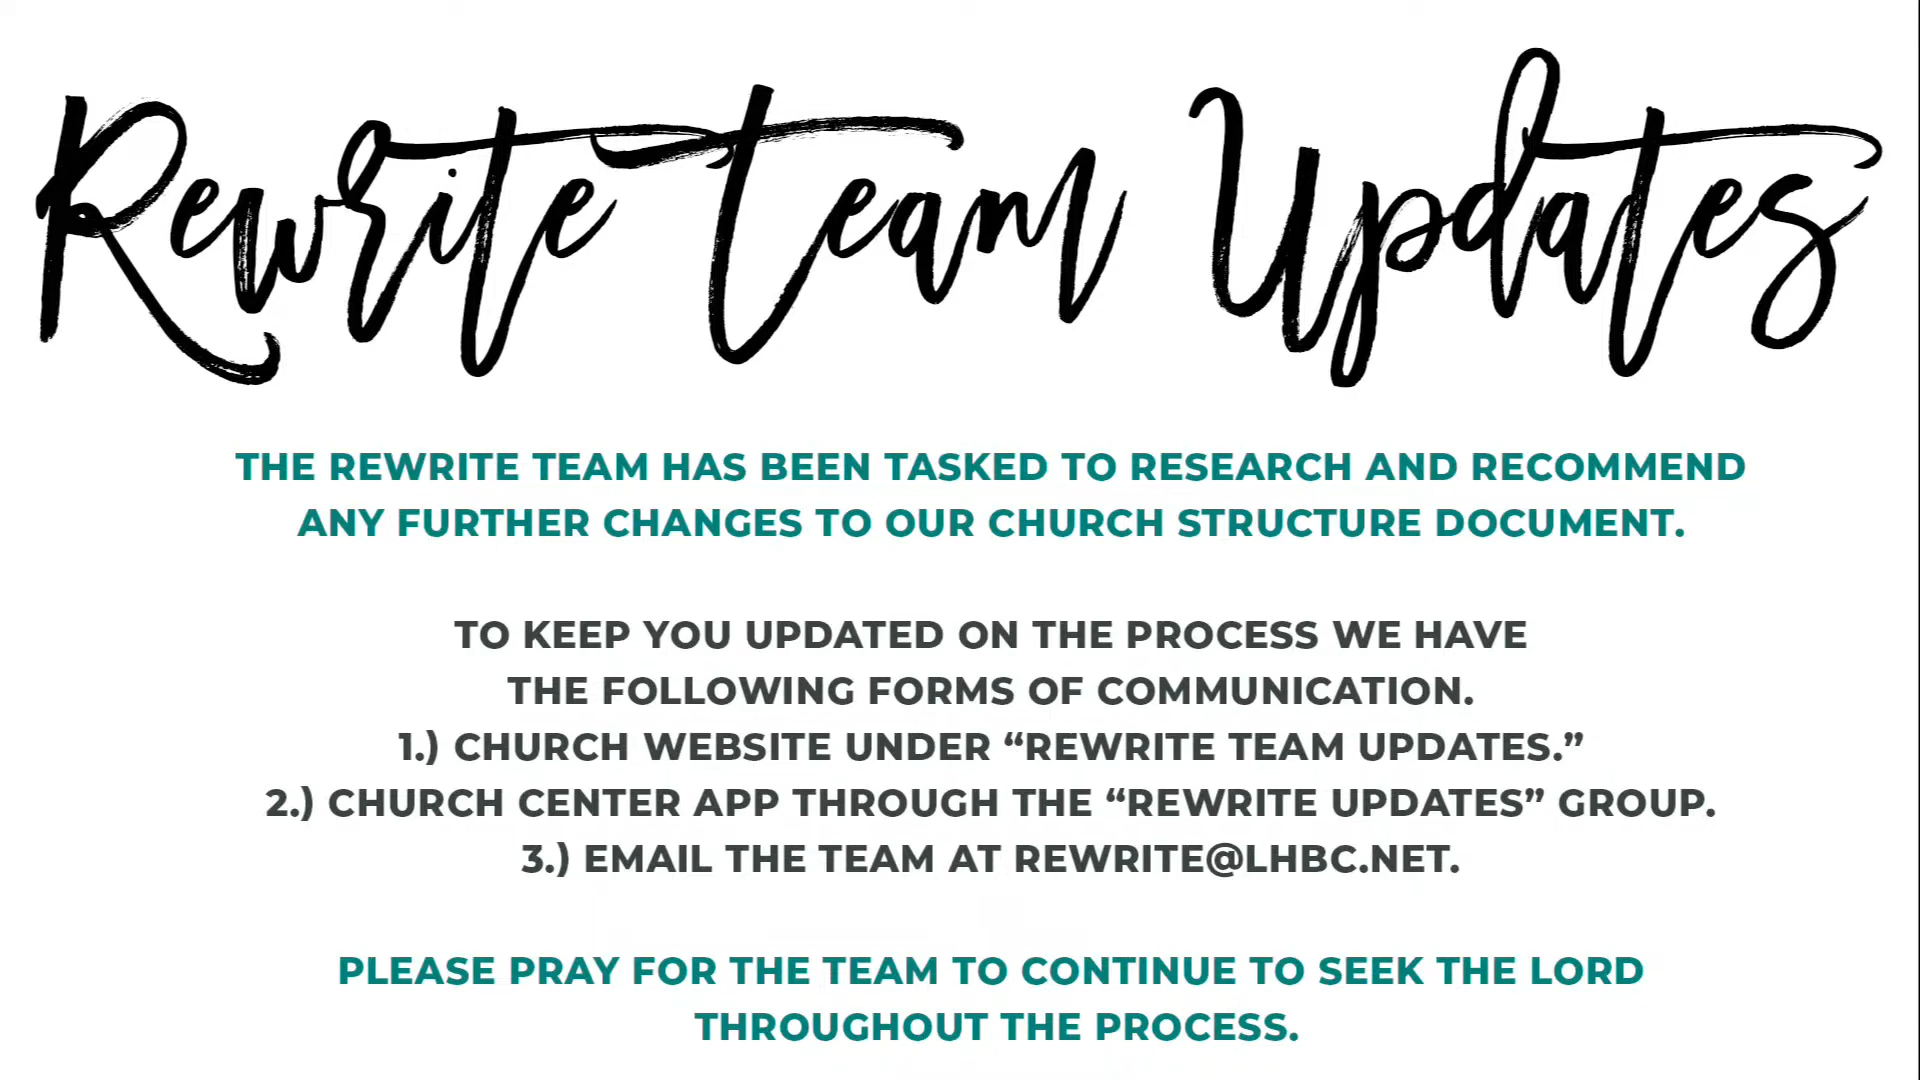 Rewrite Team Updates
THE REWRITE TEAM HAS BEEN TASKED TO RESEARCH AND RECOMMEND
ANY FURTHER CHANGES TO OUR CHURCH STRUCTURE DOCUMENT.
TO KEEP YOU UPDATED ON THE PROCESS WE HAVE
THE FOLLOWING FORMS OF COMMUNICATION.
1.) CHURCH WEBSITE UNDER “REWRITE TEAM UPDATES.”
2.) CHURCH CENTER APP THROUGH THE “REWRITE UPDATES” GROUP.
3.) EMAIL THE TEAM AT REWRITE@LHBC.NET.
PLEASE PRAY FOR THE TEAM TO CONTINUE TO SEEK THE LORD
THROUGHOUT THE PROCESS.